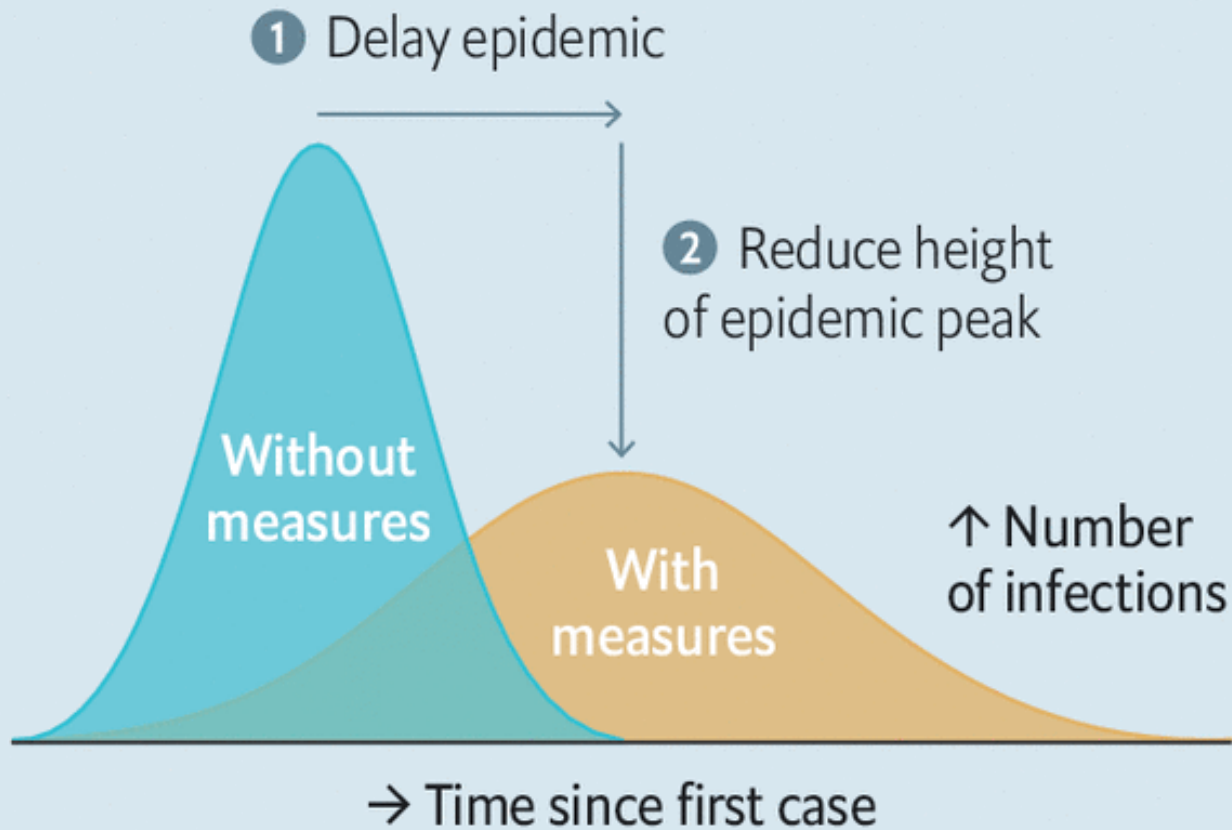 1 Delay epidemic
2 Reduce height
of epidemic peak
Without
measures
With
measures
↑ Number
of infections
→ Time since first case